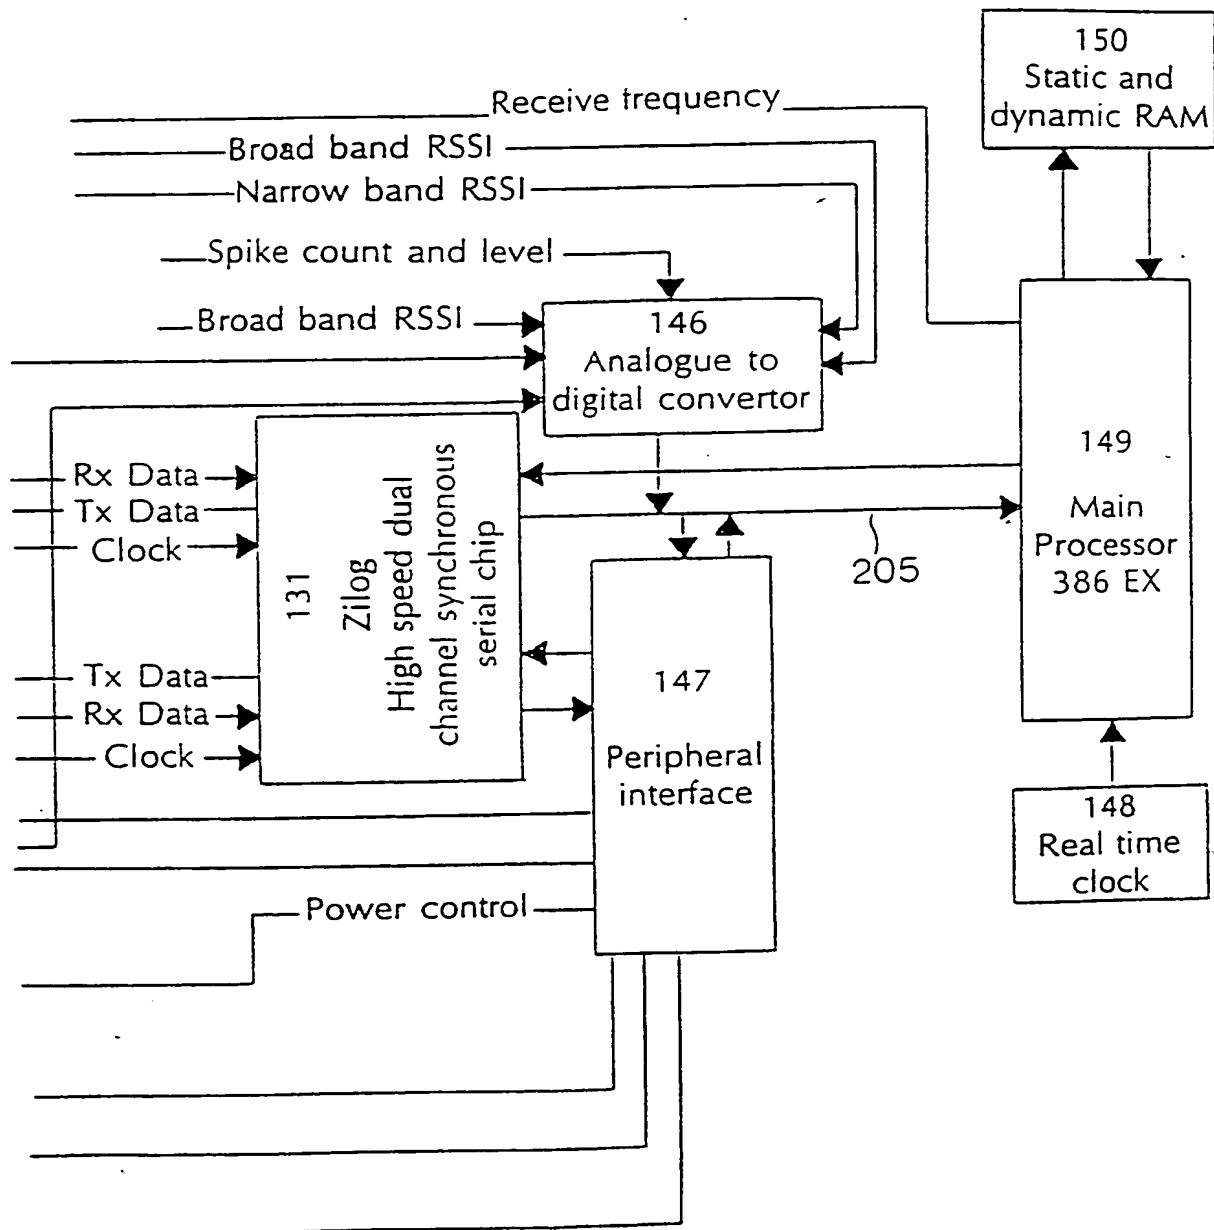 150
Static and
dynamic RAM
Receive frequency
Broad band RSSI
Narrow band RSSI
Spike count and level
Broad band RSSI
146
Analogue to
digital convertor
Rx Data
Tx Data
Clock
Tx Data
Rx Data
Clock
131
Zilog
High speed dual
channel synchronous
serial chip
205
149
Main
Processor
386 EX
147
Peripheral
interface
148
Real time
clock
Power control